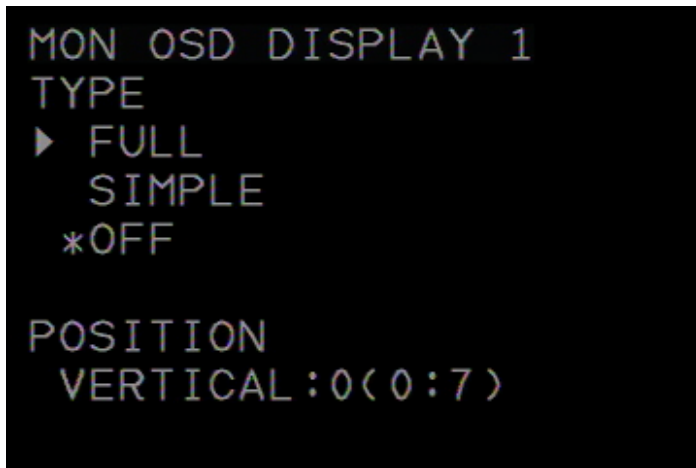 MON OSD DISPLAY 1
TYPE
▶ FULL
SIMPLE
*OFF
POSITION
VERTICAL:0(0:7)